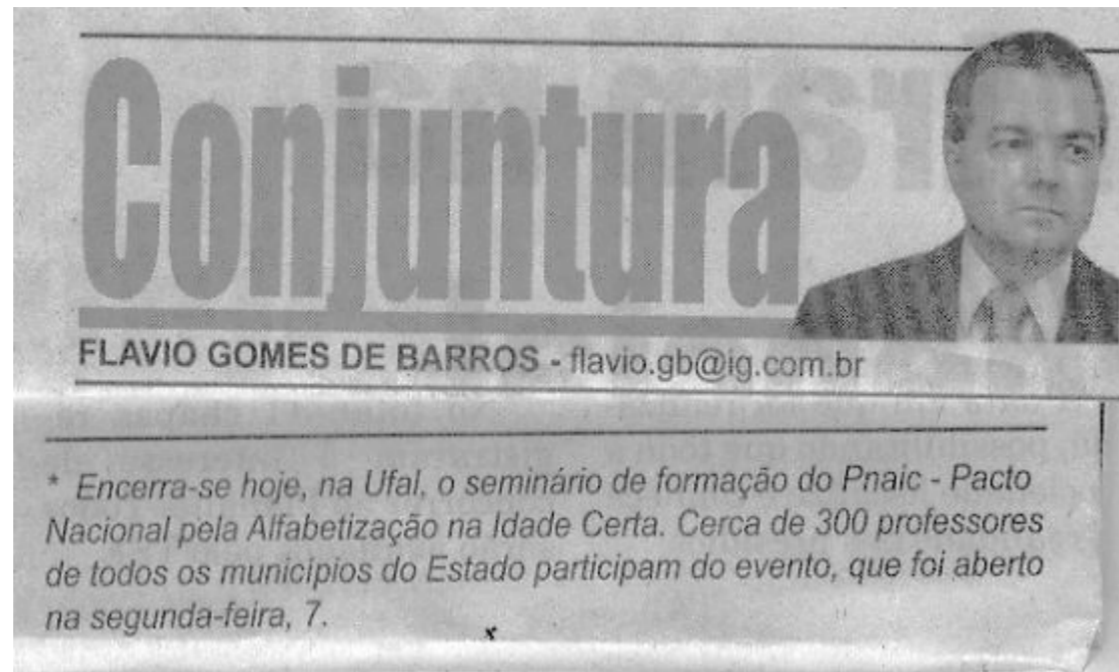 Conjuntura
FLAVIO GOMES DE BARROS - flavio.gb@ig.com.br
* Encerra-se hoje, na Ufal, o seminário de formação do Pnaic - Pacto
Nacional pela Alfabetização na Idade Certa. Cerca de 300 professores
de todos os municípios do Estado participam do evento, que foi aberto
na segunda-feira, 7.